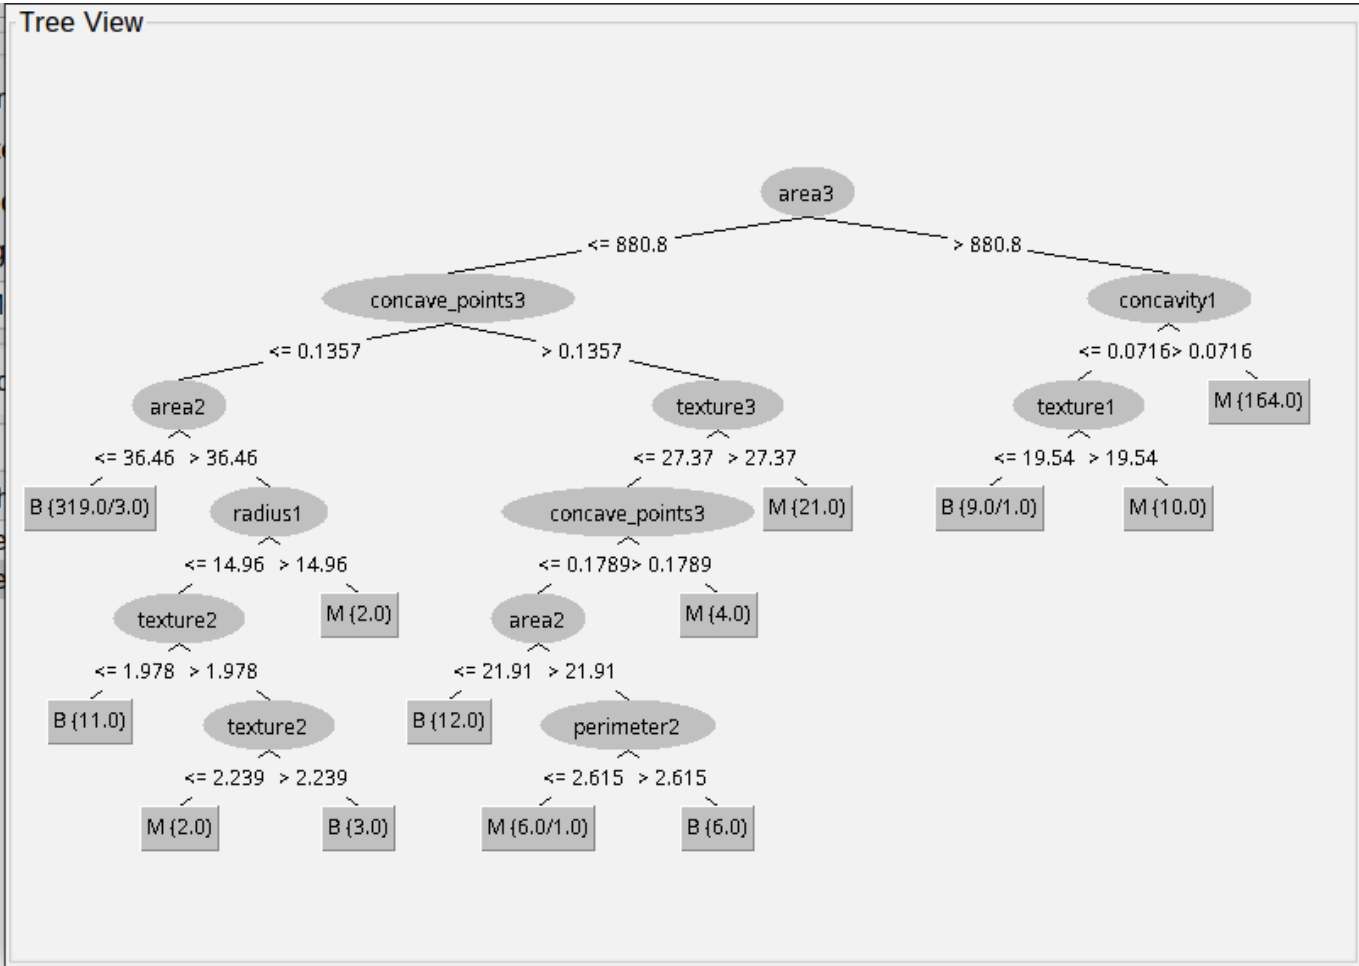 Tree View
area3
<= 880.8 > 880.8
concave_points3 concavity1
<= 0.1357 > 0.1357 <= 0.0716> 0.0716
area2 texture3 texture1 M {164.0}
<= 36.46 > 36.46 <= 27.37 > 27.37 <= 19.54 > 19.54
B {319.0/3.0} radius1 concave_points3 M {21.0} B {9.0/1.0} M {10.0}
<= 14.96 > 14.96 <= 0.1789> 0.1789
texture2 M {2.0} area2 M {4.0}
<= 1.978 > 1.978 <= 21.91 > 21.91
B {11.0} texture2 B {12.0} perimeter2
<= 2.239 > 2.239 <= 2.615 > 2.615
M {2.0} B {3.0} M {6.0/1.0} B {6.0}